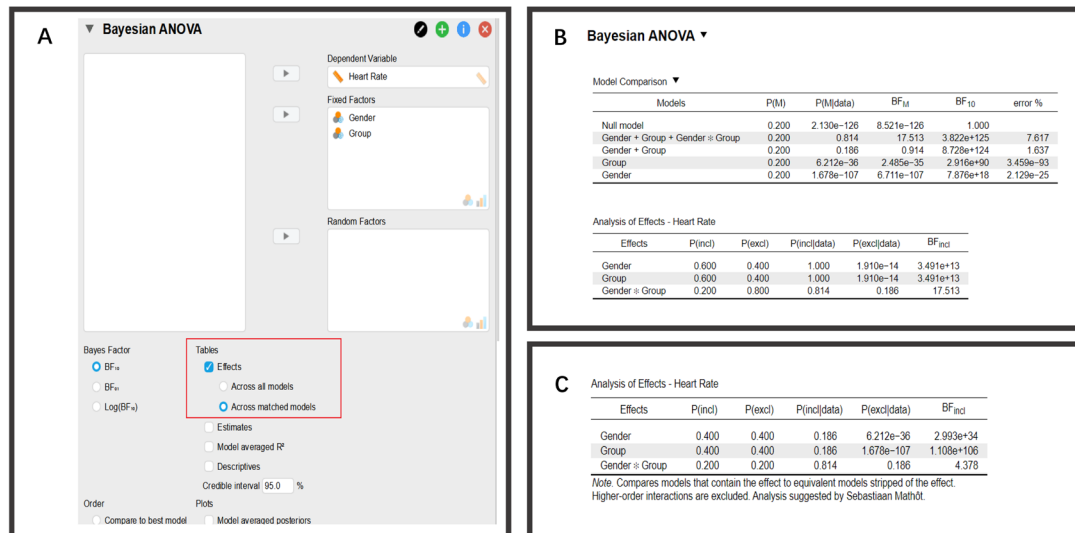 A
Bayesian ANOVA
Dependent Variable
Heart Rate
Fixed Factors
Gender
Group
Random Factors
Bayes Factor
BF₁₀
BF₀₁
Log(BF₁₀)
Tables
Effects
Across all models
Across matched models
Estimates
Model averaged R²
Descriptives
Credible interval 95.0 %
Order
Compare to best model
Plots
Model averaged posteriors
B
Bayesian ANOVA
Model Comparison
Models P(M) P(M|data) BF_M BF₁₀ error %
Null model 0.200 2.130e−126 8.521e−126 1.000
Gender + Group + Gender ✻ Group 0.200 0.814 17.513 3.822e+125 7.617
Gender + Group 0.200 0.186 0.914 8.728e+124 1.637
Group 0.200 6.212e−36 2.485e−35 2.916e+90 3.459e−93
Gender 0.200 1.678e−107 6.711e−107 7.876e+18 2.129e−25
Analysis of Effects - Heart Rate
Effects P(incl) P(excl) P(incl|data) P(excl|data) BF_incl
Gender 0.600 0.400 1.000 1.910e−14 3.491e+13
Group 0.600 0.400 1.000 1.910e−14 3.491e+13
Gender ✻ Group 0.200 0.800 0.814 0.186 17.513
C
Analysis of Effects - Heart Rate
Effects P(incl) P(excl) P(incl|data) P(excl|data) BF_incl
Gender 0.400 0.400 0.186 6.212e−36 2.993e+34
Group 0.400 0.400 0.186 1.678e−107 1.108e+106
Gender ✻ Group 0.200 0.200 0.814 0.186 4.378
Note. Compares models that contain the effect to equivalent models stripped of the effect.
Higher-order interactions are excluded. Analysis suggested by Sebastiaan Mathôt.